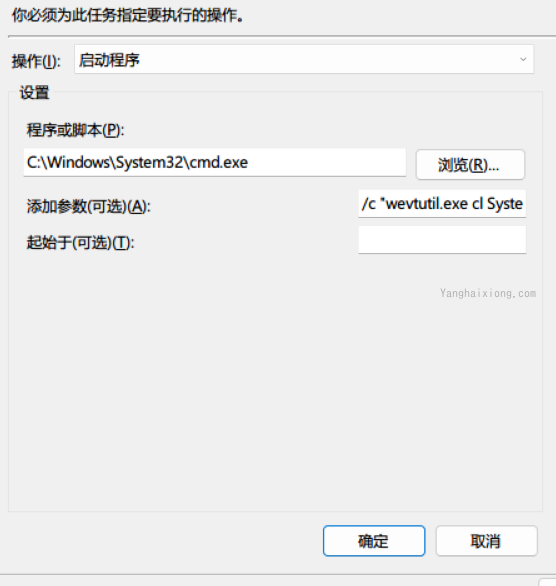 你必须为此任务指定要执行的操作。
操作(I): 启动程序
设置
程序或脚本(P):
C:\Windows\System32\cmd.exe 浏览(R)...
添加参数(可选)(A): /c "wevtutil.exe cl Syste
起始于(可选)(T):
Yanghaixiong.com
确定 取消